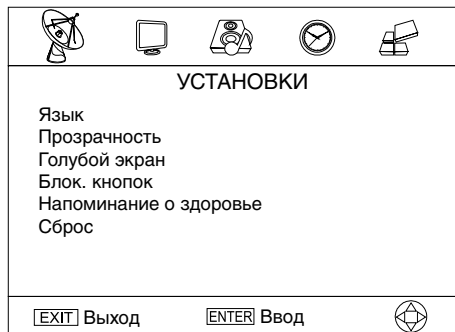 УСТАНОВКИ
Язык
Прозрачность
Голубой экран
Блок. кнопок
Напоминание о здоровье
Сброс
EXIT Выход ENTER Ввод